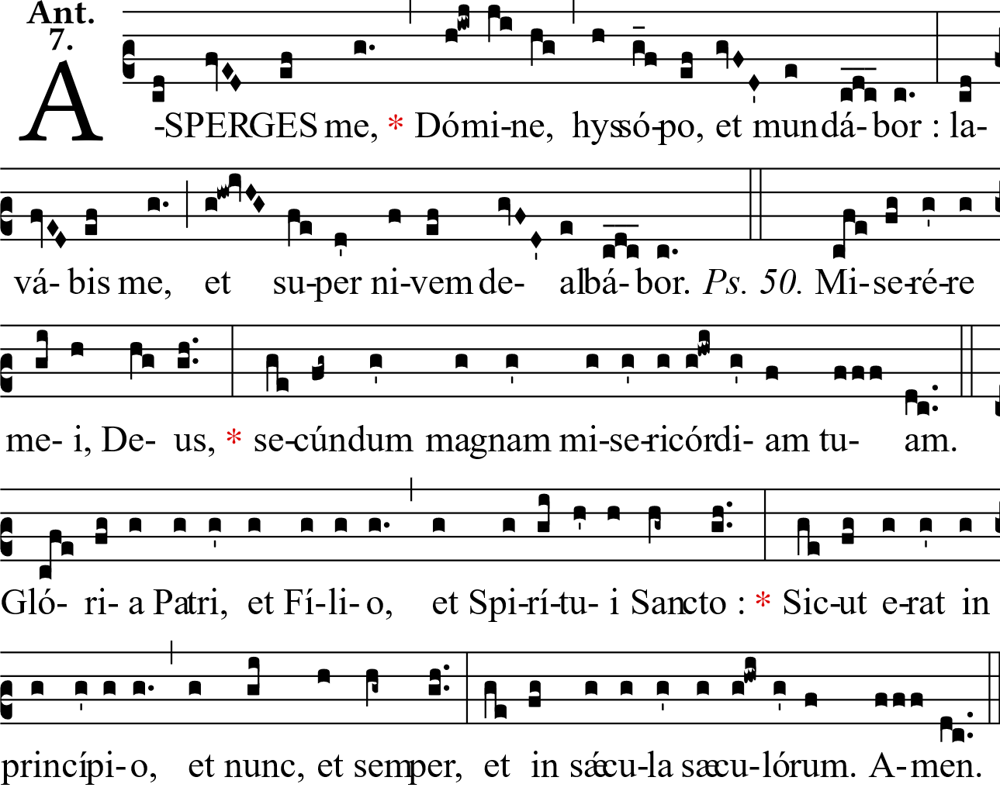 Ant.
7.
A-SPERGES me, * Dómi-ne, hyssó-po, et mundá-bor : la-
vá-bis me, et su-per ni-vem de- albá-bor. Ps. 50. Mi-se-ré-re
me- i, De- us, * se-cúndum magnam mi-se-ricórdi- am tu- am.
Gló- ri- a Patri, et Fí-li- o, et Spi-rí-tu- i Sancto : * Sic-ut e-rat in
princípi-o, et nunc, et semper, et in sǽcu-la sæcu-lórum. A-men.